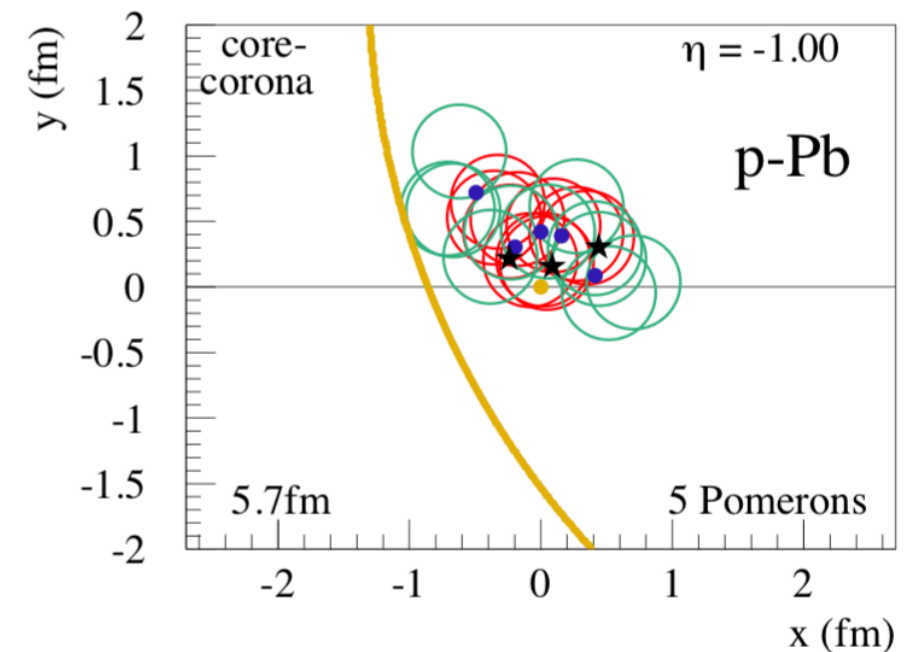 y (fm)
2
1.5
1
0.5
0
-0.5
-1
-1.5
-2
core-
corona
η = -1.00
p-Pb
5.7fm
5 Pomerons
-2
-1
0
1
2
x (fm)